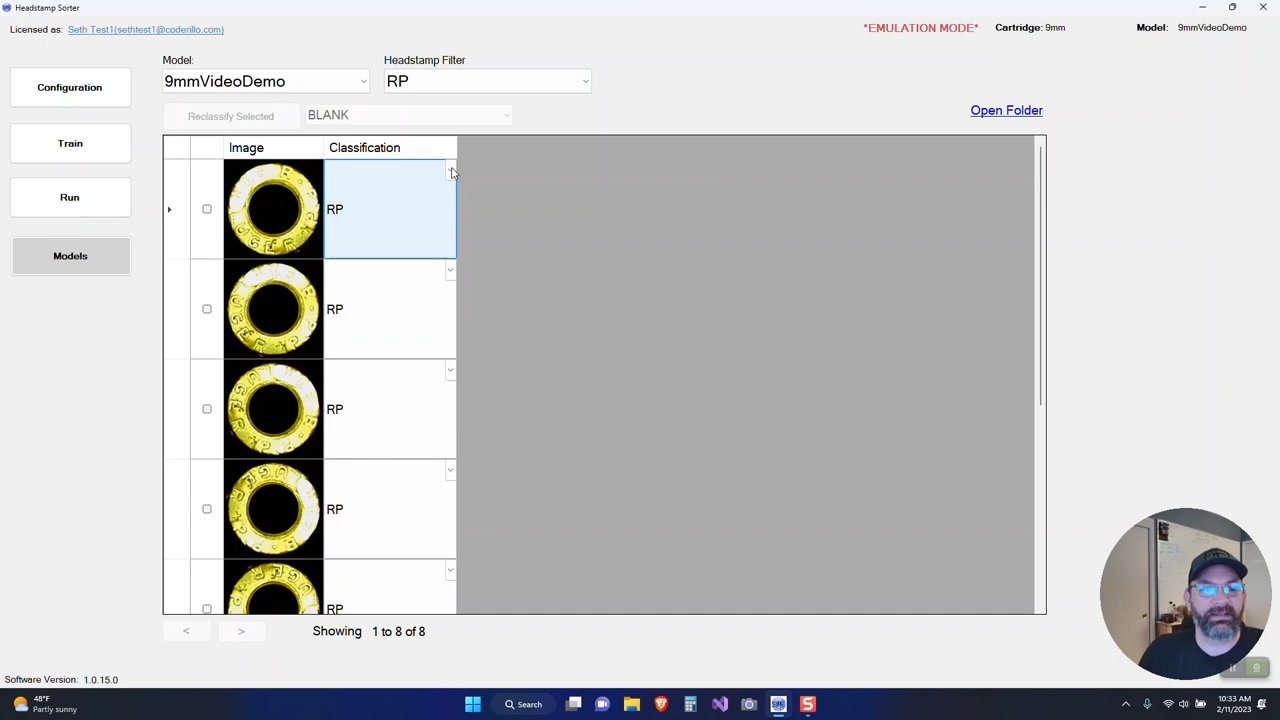 Headstamp Sorter
Licensed as: Seth Test1(sethtest1@coderillo.com)
*EMULATION MODE* Cartridge: 9mm Model: 9mmVideoDemo
Configuration
Train
Run
Models
Model: Headstamp Filter
9mmVideoDemo RP
Reclassify Selected BLANK
Open Folder
Image Classification
RP
RP
RP
RP
RP
< > Showing 1 to 8 of 8
Software Version: 1.0.15.0
48°F
Partly sunny
Search
10:33 AM
2/11/2023